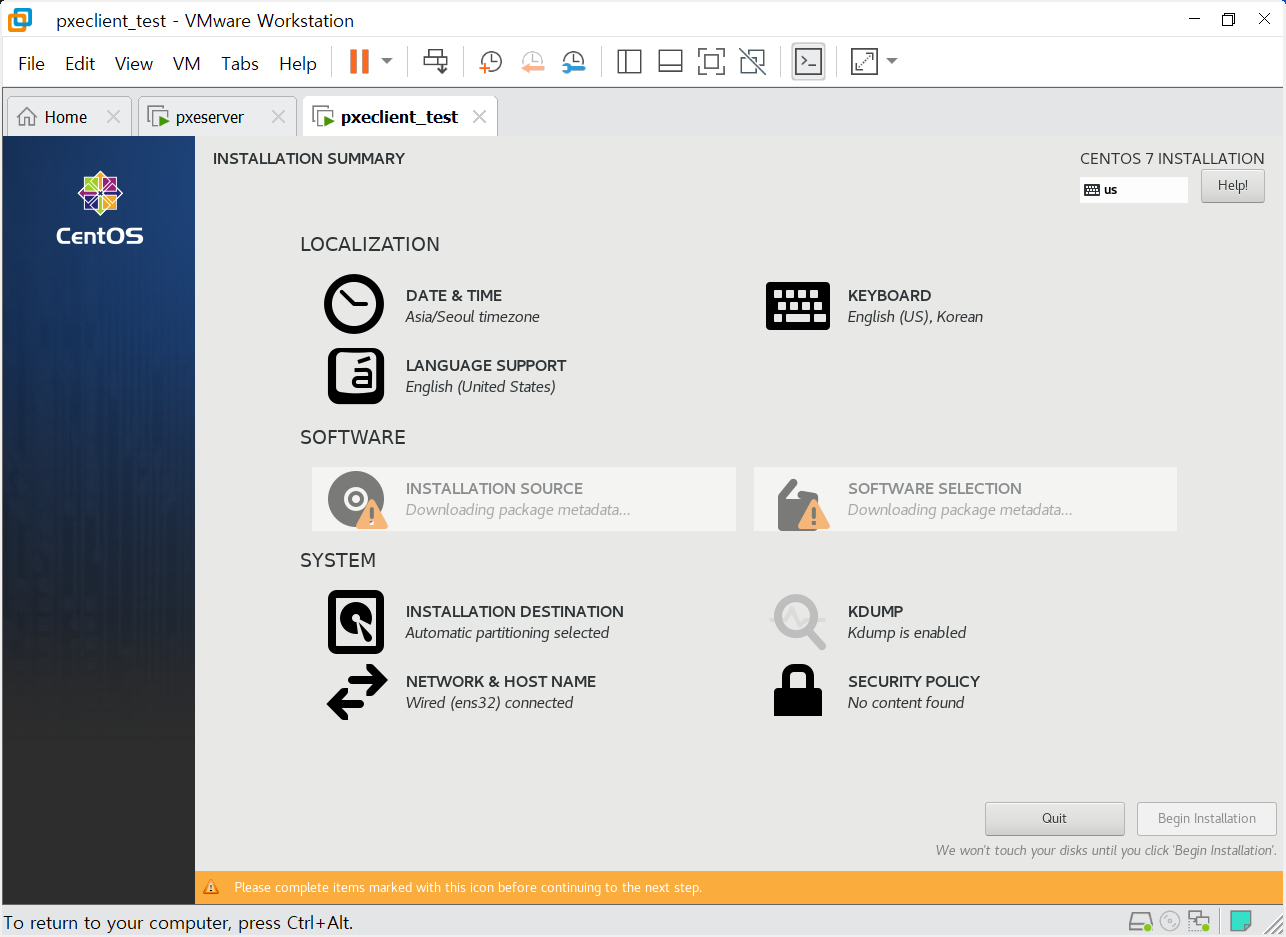 pxeclient_test - VMware Workstation
File Edit View VM Tabs Help
Home pxeserver pxeclient_test
INSTALLATION SUMMARY
CENTOS 7 INSTALLATION
us
Help!
CentOS
LOCALIZATION
DATE & TIME
Asia/Seoul timezone
KEYBOARD
English (US), Korean
LANGUAGE SUPPORT
English (United States)
SOFTWARE
INSTALLATION SOURCE
Downloading package metadata...
SOFTWARE SELECTION
Downloading package metadata...
SYSTEM
INSTALLATION DESTINATION
Automatic partitioning selected
KDUMP
Kdump is enabled
NETWORK & HOST NAME
Wired (ens32) connected
SECURITY POLICY
No content found
Quit
Begin Installation
We won't touch your disks until you click 'Begin Installation'.
Please complete items marked with this icon before continuing to the next step.
To return to your computer, press Ctrl+Alt.